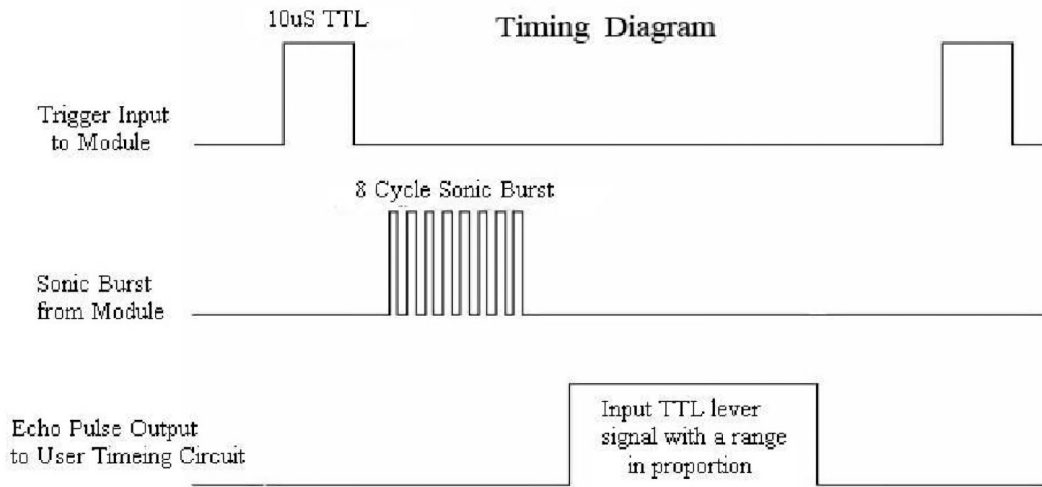 10uS TTL
Timing Diagram
Trigger Input
to Module
8 Cycle Sonic Burst
Sonic Burst
from Module
Echo Pulse Output
to User Timeing Circuit
Input TTL lever
signal with a range
in proportion